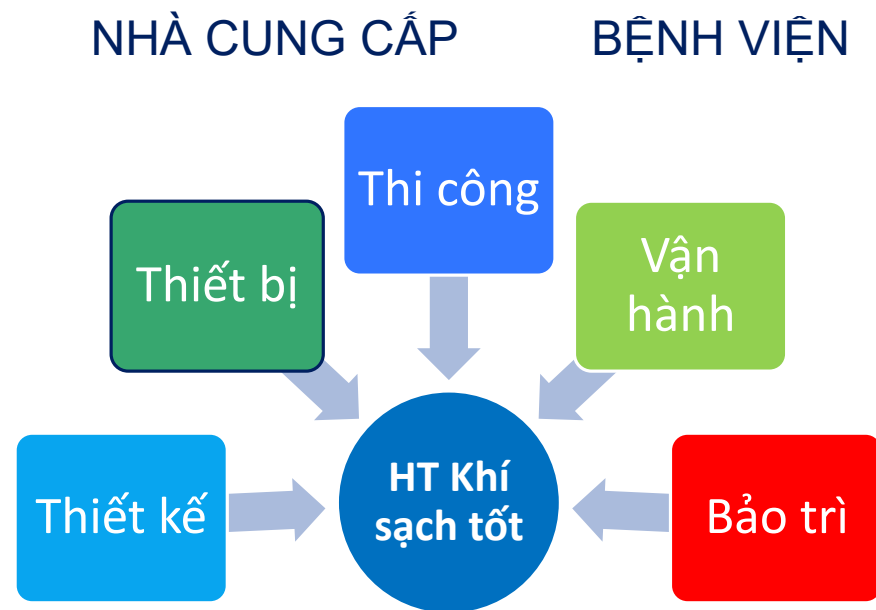 NHÀ CUNG CẤP
BỆNH VIỆN
Thi công
Thiết bị
Vận
hành
Thiết kế
HT Khí
sạch tốt
Bảo trì